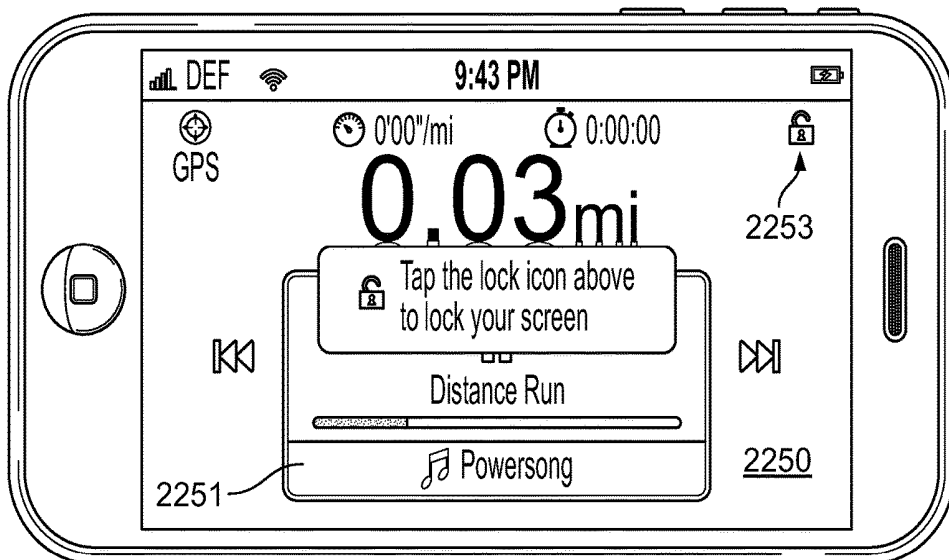 DEF 9:43 PM
GPS 0'00"/mi 0:00:00
0.03mi
2253
Tap the lock icon above
to lock your screen
Distance Run
Powersong
2250
2251